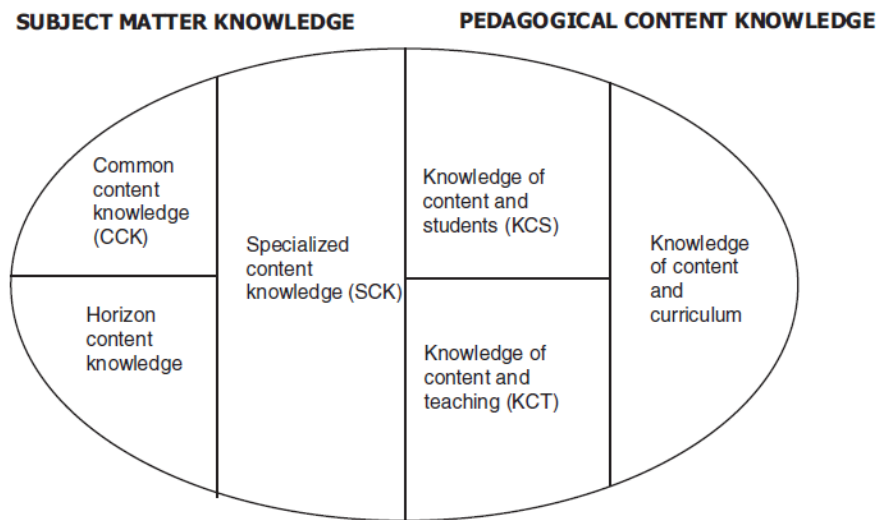 SUBJECT MATTER KNOWLEDGE
PEDAGOGICAL CONTENT KNOWLEDGE
Common
content
knowledge
(CCK)
Horizon
content
knowledge
Specialized
content
knowledge (SCK)
Knowledge of
content and
students (KCS)
Knowledge of
content and
teaching (KCT)
Knowledge
of content
and
curriculum